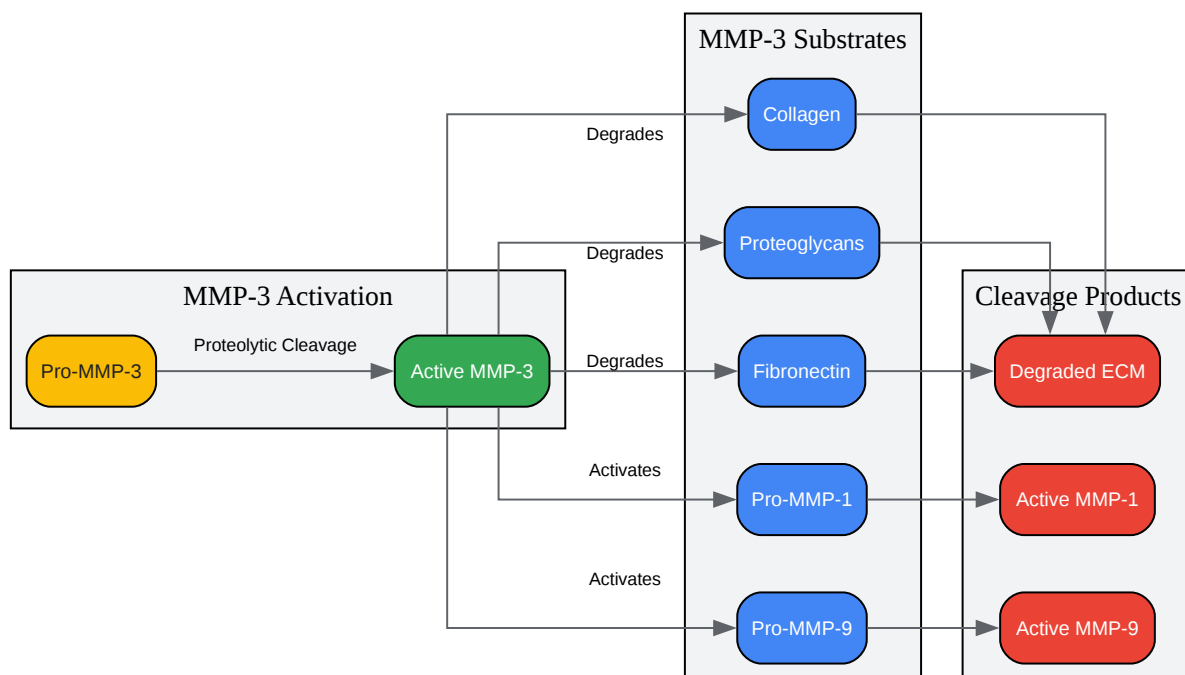 MMP-3 Substrates
Collagen
Degrades
Proteoglycans
Degrades
MMP-3 Activation
Cleavage Products
Proteolytic Cleavage
Pro-MMP-3
Active MMP-3
Degrades
Fibronectin
Degraded ECM
Activates
Pro-MMP-1
Active MMP-1
Activates
Pro-MMP-9
Active MMP-9